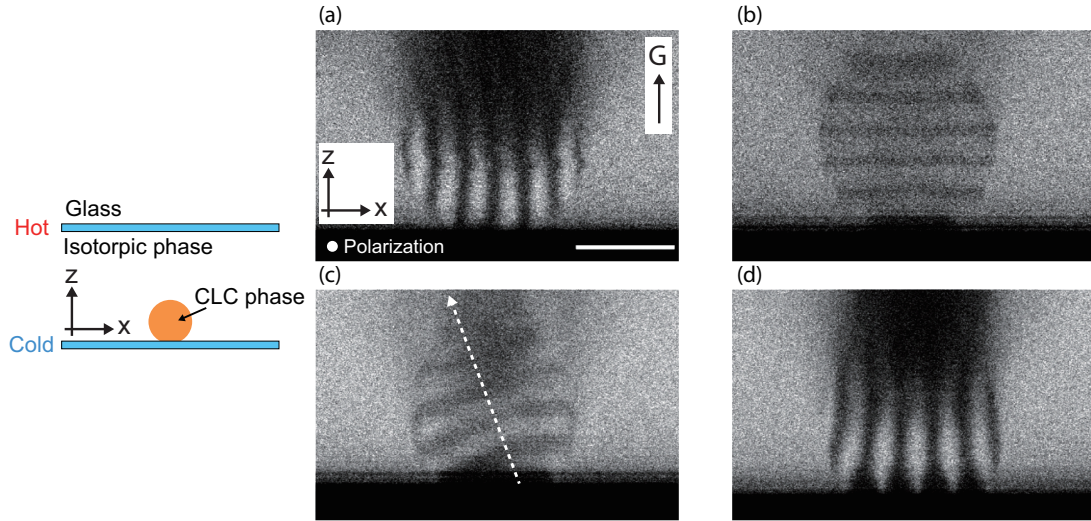 (a)
(b)
G
z
x
Polarization
Glass
Hot
Isotorpic phase
z
CLC phase
x
Cold
(c)
(d)